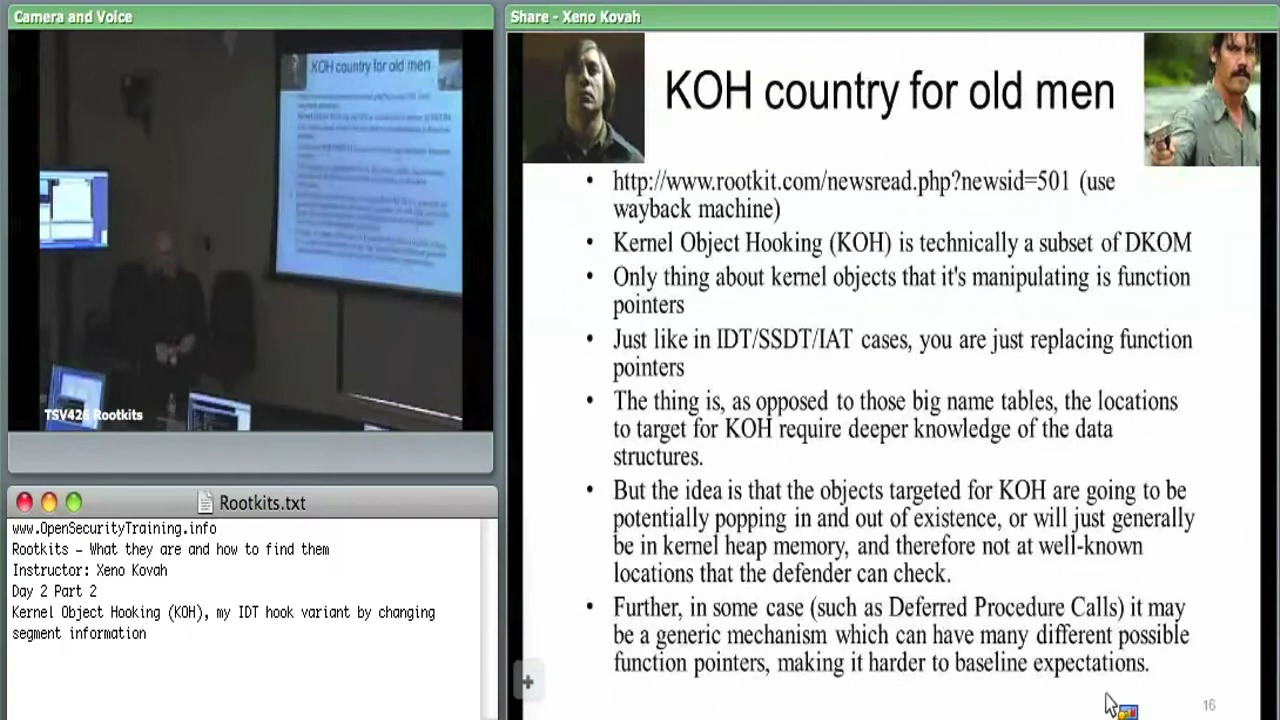 Camera and Voice
KOH country for old men
TSV426 Rootkits
Rootkits.txt
www.OpenSecurityTraining.info
Rootkits - What they are and how to find them
Instructor: Xeno Kovah
Day 2 Part 2
Kernel Object Hooking (KOH), my IDT hook variant by changing
segment information
Share - Xeno Kovah
KOH country for old men
• http://www.rootkit.com/newsread.php?newsid=501 (use
wayback machine)
• Kernel Object Hooking (KOH) is technically a subset of DKOM
• Only thing about kernel objects that it's manipulating is function
pointers
• Just like in IDT/SSDT/IAT cases, you are just replacing function
pointers
• The thing is, as opposed to those big name tables, the locations
to target for KOH require deeper knowledge of the data
structures.
• But the idea is that the objects targeted for KOH are going to be
potentially popping in and out of existence, or will just generally
be in kernel heap memory, and therefore not at well-known
locations that the defender can check.
• Further, in some case (such as Deferred Procedure Calls) it may
be a generic mechanism which can have many different possible
function pointers, making it harder to baseline expectations.
16